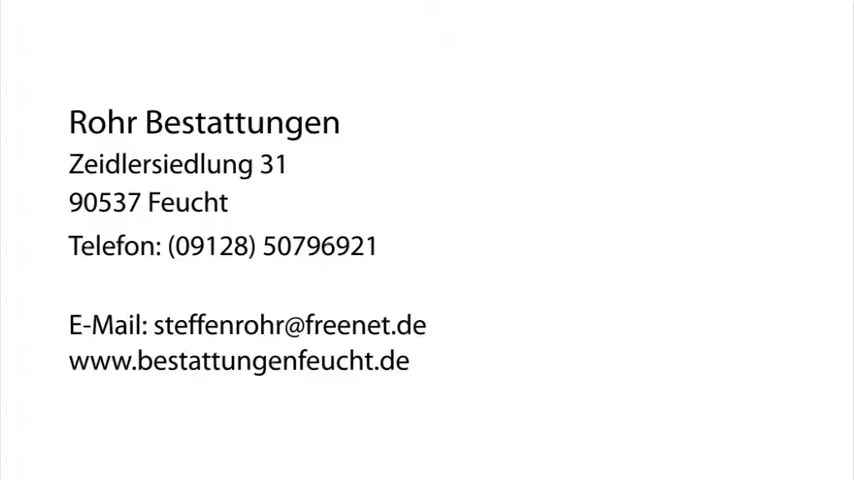 Rohr Bestattungen
Zeidlersiedlung 31
90537 Feucht
Telefon: (09128) 50796921
E-Mail: steffenrohr@freenet.de
www.bestattungenfeucht.de